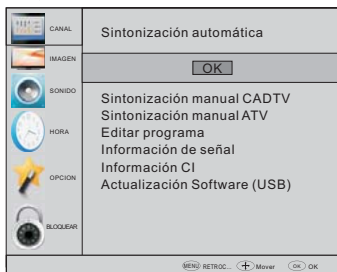 CANAL
IMAGEN
SONIDO
HORA
OPCION
BLOQUEAR
Sintonización automática
OK
Sintonización manual CADTV
Sintonización manual ATV
Editar programa
Información de señal
Información CI
Actualización Software (USB)
MENU RETROC... Mover OK OK